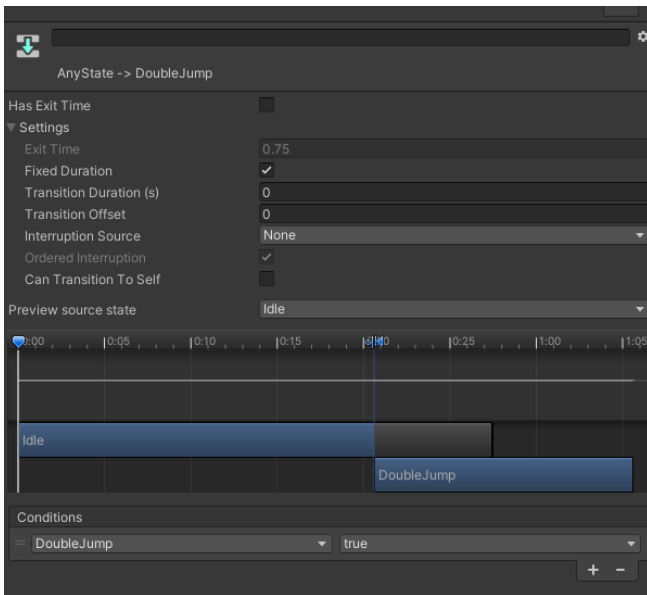 AnyState -> DoubleJump
Has Exit Time
Settings
Exit Time 0.75
Fixed Duration
Transition Duration (s) 0
Transition Offset 0
Interruption Source None
Ordered Interruption
Can Transition To Self
Preview source state Idle
0:05 0:10 0:15 0:25 1:00 1:05
Idle
DoubleJump
Conditions
DoubleJump true